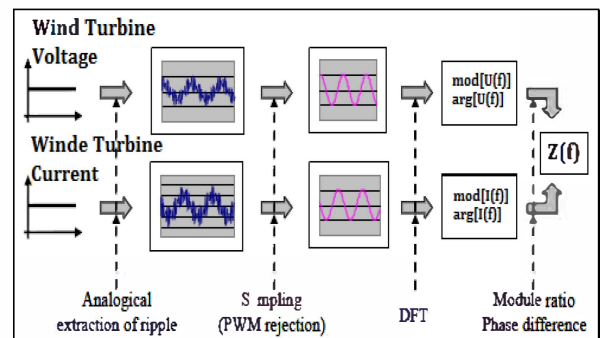 Wind Turbine
Voltage
mod[U(f)]
arg[U(f)]
Winde Turbine
Current
Z(f)
mod[I(f)]
arg[I(f)]
Analogical
extraction of ripple
S mpling
(PWM rejection)
DFT
Module ratio
Phase difference